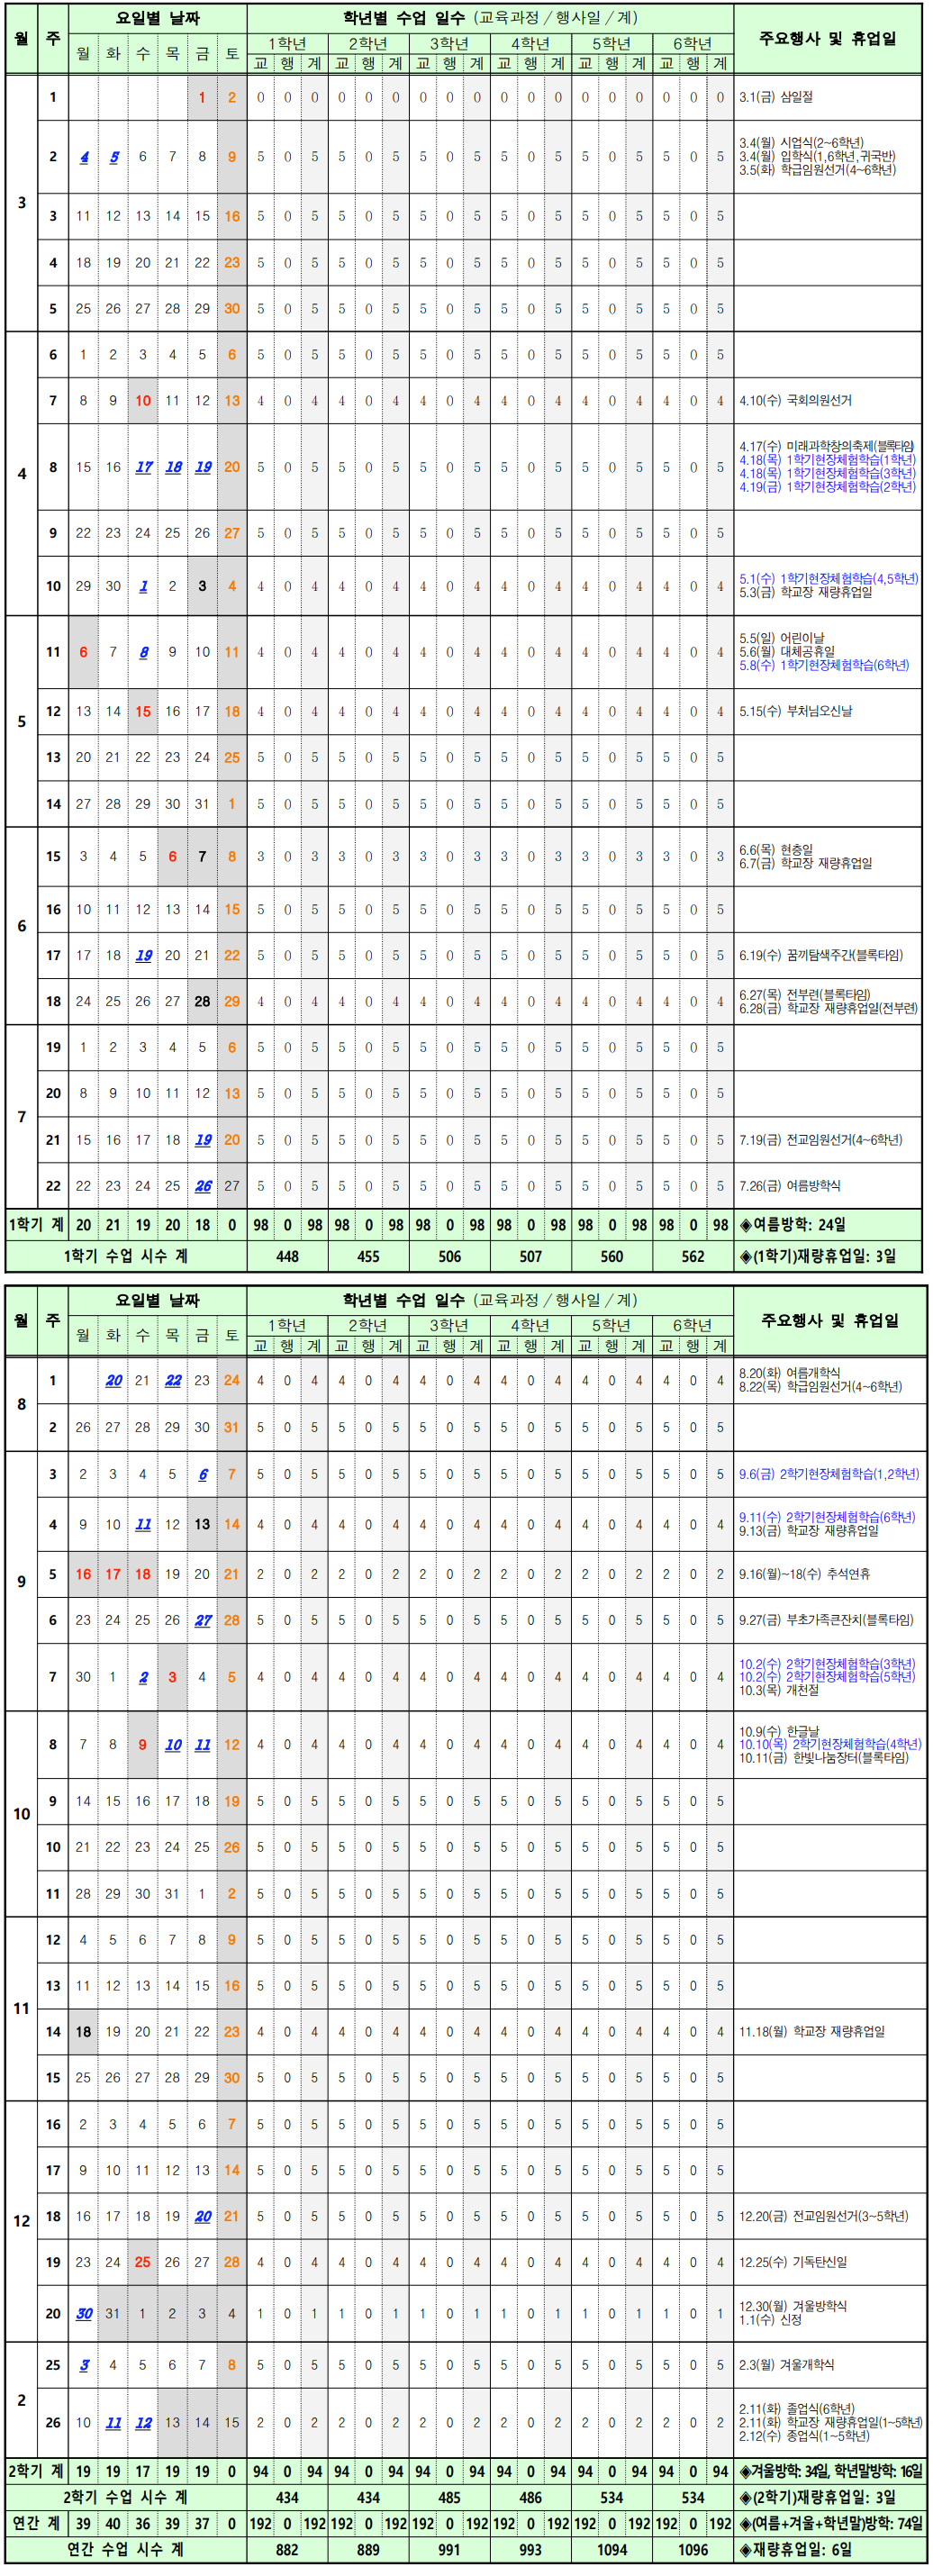 월 주 요일별 날짜 학년별 수업 일수 (교육과정 / 행사일 / 계) 주요행사 및 휴업일
월 화 수 목 금 토 1학년 2학년 3학년 4학년 5학년 6학년
교 행 계 교 행 계 교 행 계 교 행 계 교 행 계 교 행 계
3
1 1 2 0 0 0 0 0 0 0 0 0 0 0 0 0 0 0 0 0 0 3.1(금) 삼일절
2 4 5 6 7 8 9 5 0 5 5 0 5 5 0 5 5 0 5 5 0 5 5 0 5 3.4(월) 시업식(2~6학년)
3.4(월) 입학식(1,6학년,귀국반)
3.5(화) 학급임원선거(4~6학년)
3 11 12 13 14 15 16 5 0 5 5 0 5 5 0 5 5 0 5 5 0 5 5 0 5
4 18 19 20 21 22 23 5 0 5 5 0 5 5 0 5 5 0 5 5 0 5 5 0 5
5 25 26 27 28 29 30 5 0 5 5 0 5 5 0 5 5 0 5 5 0 5 5 0 5
4
6 1 2 3 4 5 6 5 0 5 5 0 5 5 0 5 5 0 5 5 0 5 5 0 5
7 8 9 10 11 12 13 4 0 4 4 0 4 4 0 4 4 0 4 4 0 4 4 0 4 4.10(수) 국회의원선거
8 15 16 17 18 19 20 5 0 5 5 0 5 5 0 5 5 0 5 5 0 5 5 0 5 4.17(수) 미래과학창의축제(블록타임)
4.18(목) 1학기현장체험학습(1학년)
4.18(목) 1학기현장체험학습(3학년)
4.19(금) 1학기현장체험학습(2학년)
9 22 23 24 25 26 27 5 0 5 5 0 5 5 0 5 5 0 5 5 0 5 5 0 5
10 29 30 1 2 3 4 4 0 4 4 0 4 4 0 4 4 0 4 4 0 4 4 0 4 5.1(수) 1학기현장체험학습(4,5학년)
5.3(금) 학교장 재량휴업일
5
11 6 7 8 9 10 11 4 0 4 4 0 4 4 0 4 4 0 4 4 0 4 4 0 4 5.5(일) 어린이날
5.6(월) 대체공휴일
5.8(수) 1학기현장체험학습(6학년)
12 13 14 15 16 17 18 4 0 4 4 0 4 4 0 4 4 0 4 4 0 4 4 0 4 5.15(수) 부처님오신날
13 20 21 22 23 24 25 5 0 5 5 0 5 5 0 5 5 0 5 5 0 5 5 0 5
14 27 28 29 30 31 1 5 0 5 5 0 5 5 0 5 5 0 5 5 0 5 5 0 5
6
15 3 4 5 6 7 8 3 0 3 3 0 3 3 0 3 3 0 3 3 0 3 3 0 3 6.6(목) 현충일
6.7(금) 학교장 재량휴업일
16 10 11 12 13 14 15 5 0 5 5 0 5 5 0 5 5 0 5 5 0 5 5 0 5
17 17 18 19 20 21 22 5 0 5 5 0 5 5 0 5 5 0 5 5 0 5 5 0 5 6.19(수) 꿈끼탐색주간(블록타임)
18 24 25 26 27 28 29 4 0 4 4 0 4 4 0 4 4 0 4 4 0 4 4 0 4 6.27(목) 전부련(블록타임)
6.28(금) 학교장 재량휴업일(전부련)
7
19 1 2 3 4 5 6 5 0 5 5 0 5 5 0 5 5 0 5 5 0 5 5 0 5
20 8 9 10 11 12 13 5 0 5 5 0 5 5 0 5 5 0 5 5 0 5 5 0 5
21 15 16 17 18 19 20 5 0 5 5 0 5 5 0 5 5 0 5 5 0 5 5 0 5 7.19(금) 전교임원선거(4~6학년)
22 22 23 24 25 26 27 5 0 5 5 0 5 5 0 5 5 0 5 5 0 5 5 0 5 7.26(금) 여름방학식
1학기 계 20 21 19 20 18 0 98 0 98 98 0 98 98 0 98 98 0 98 98 0 98 98 0 98 ◈여름방학: 24일
1학기 수업 시수 계 448 455 506 507 560 562 ◈(1학기)재량휴업일: 3일
월 주 요일별 날짜 학년별 수업 일수 (교육과정 / 행사일 / 계) 주요행사 및 휴업일
월 화 수 목 금 토 1학년 2학년 3학년 4학년 5학년 6학년
교 행 계 교 행 계 교 행 계 교 행 계 교 행 계 교 행 계
8
1 20 21 22 23 24 4 0 4 4 0 4 4 0 4 4 0 4 4 0 4 4 0 4 8.20(화) 여름개학식
8.22(목) 학급임원선거(4~6학년)
2 26 27 28 29 30 31 5 0 5 5 0 5 5 0 5 5 0 5 5 0 5 5 0 5
9
3 2 3 4 5 6 7 5 0 5 5 0 5 5 0 5 5 0 5 5 0 5 5 0 5 9.6(금) 2학기현장체험학습(1,2학년)
4 9 10 11 12 13 14 4 0 4 4 0 4 4 0 4 4 0 4 4 0 4 4 0 4 9.11(수) 2학기현장체험학습(6학년)
9.13(금) 학교장 재량휴업일
5 16 17 18 19 20 21 2 0 2 2 0 2 2 0 2 2 0 2 2 0 2 2 0 2 9.16(월)~18(수) 추석연휴
6 23 24 25 26 27 28 5 0 5 5 0 5 5 0 5 5 0 5 5 0 5 5 0 5 9.27(금) 부초가족큰잔치(블록타임)
7 30 1 2 3 4 5 4 0 4 4 0 4 4 0 4 4 0 4 4 0 4 4 0 4 10.2(수) 2학기현장체험학습(3학년)
10.2(수) 2학기현장체험학습(5학년)
10.3(목) 개천절
10
8 7 8 9 10 11 12 4 0 4 4 0 4 4 0 4 4 0 4 4 0 4 4 0 4 10.9(수) 한글날
10.10(목) 2학기현장체험학습(4학년)
10.11(금) 한빛나눔장터(블록타임)
9 14 15 16 17 18 19 5 0 5 5 0 5 5 0 5 5 0 5 5 0 5 5 0 5
10 21 22 23 24 25 26 5 0 5 5 0 5 5 0 5 5 0 5 5 0 5 5 0 5
11 28 29 30 31 1 2 5 0 5 5 0 5 5 0 5 5 0 5 5 0 5 5 0 5
11
12 4 5 6 7 8 9 5 0 5 5 0 5 5 0 5 5 0 5 5 0 5 5 0 5
13 11 12 13 14 15 16 5 0 5 5 0 5 5 0 5 5 0 5 5 0 5 5 0 5
14 18 19 20 21 22 23 4 0 4 4 0 4 4 0 4 4 0 4 4 0 4 4 0 4 11.18(월) 학교장 재량휴업일
15 25 26 27 28 29 30 5 0 5 5 0 5 5 0 5 5 0 5 5 0 5 5 0 5
12
16 2 3 4 5 6 7 5 0 5 5 0 5 5 0 5 5 0 5 5 0 5 5 0 5
17 9 10 11 12 13 14 5 0 5 5 0 5 5 0 5 5 0 5 5 0 5 5 0 5
18 16 17 18 19 20 21 5 0 5 5 0 5 5 0 5 5 0 5 5 0 5 5 0 5 12.20(금) 전교임원선거(3~5학년)
19 23 24 25 26 27 28 4 0 4 4 0 4 4 0 4 4 0 4 4 0 4 4 0 4 12.25(수) 기독탄신일
20 30 31 1 2 3 4 1 0 1 1 0 1 1 0 1 1 0 1 1 0 1 1 0 1 12.30(월) 겨울방학식
1.1(수) 신정
2
25 3 4 5 6 7 8 5 0 5 5 0 5 5 0 5 5 0 5 5 0 5 5 0 5 2.3(월) 겨울개학식
26 10 11 12 13 14 15 2 0 2 2 0 2 2 0 2 2 0 2 2 0 2 2 0 2 2.11(화) 졸업식(6학년)
2.11(화) 학교장 재량휴업일(1~5학년)
2.12(수) 종업식(1~5학년)
2학기 계 19 19 17 19 19 0 94 0 94 94 0 94 94 0 94 94 0 94 94 0 94 94 0 94 ◈겨울방학: 34일, 학년말방학: 16일
2학기 수업 시수 계 434 434 485 486 534 534 ◈(2학기)재량휴업일: 3일
연간 계 39 40 36 39 37 0 192 0 192 192 0 192 192 0 192 192 0 192 192 0 192 192 0 192 ◈(여름+겨울+학년말)방학: 74일
연간 수업 시수 계 882 889 991 993 1094 1096 ◈재량휴업일: 6일